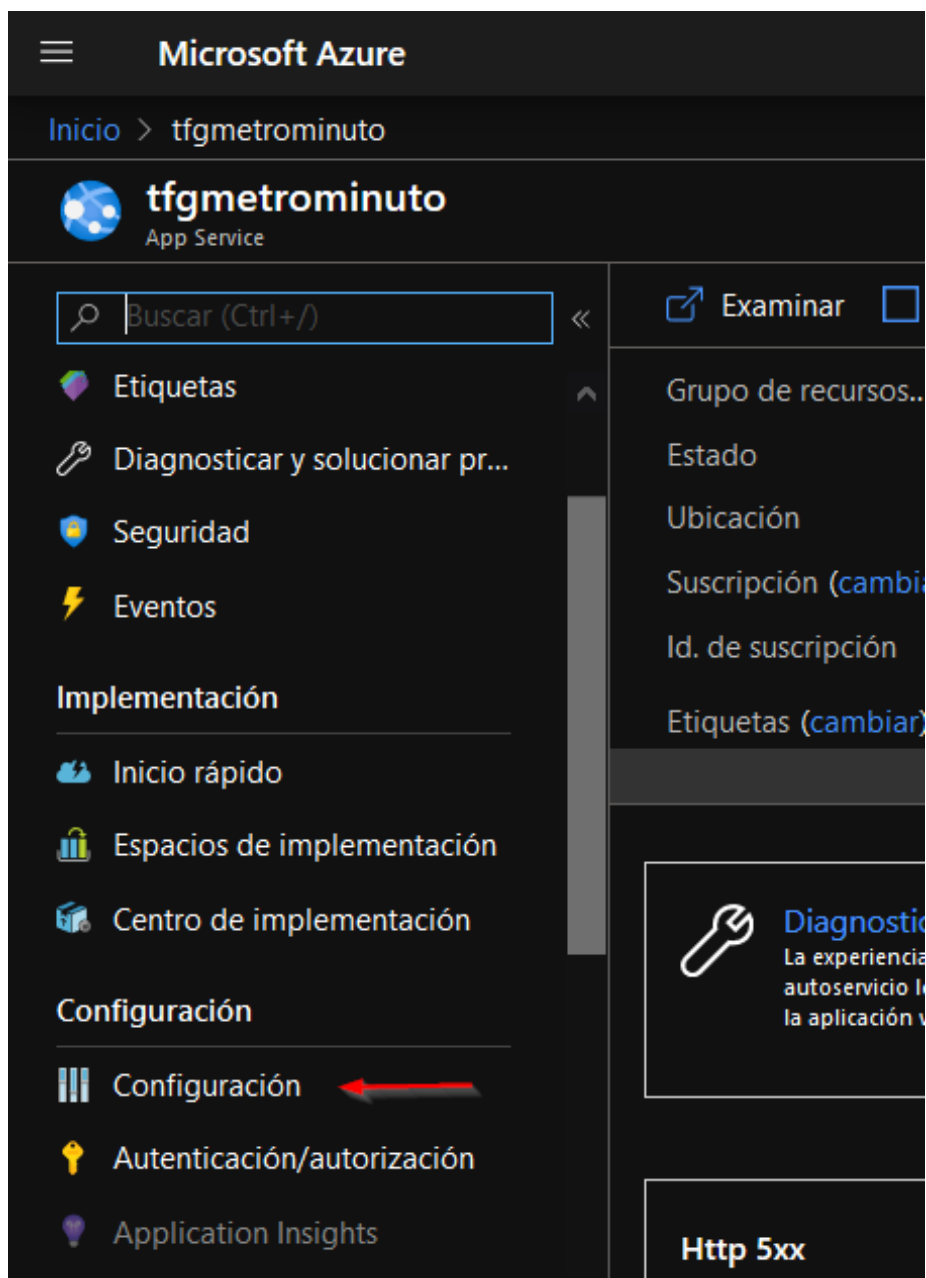 Microsoft Azure
Inicio > tfgmetrominuto
tfgmetrominuto
App Service
Buscar (Ctrl+/)
«
Etiquetas
Diagnosticar y solucionar pr...
Seguridad
Eventos
Implementación
Inicio rápido
Espacios de implementación
Centro de implementación
Configuración
Configuración
Autenticación/autorización
Application Insights
Examinar
Grupo de recursos..
Estado
Ubicación
Suscripción (cambia
Id. de suscripción
Etiquetas (cambiar)
Diagnostic
La experiencia
autoservicio l
la aplicación v
Http 5xx